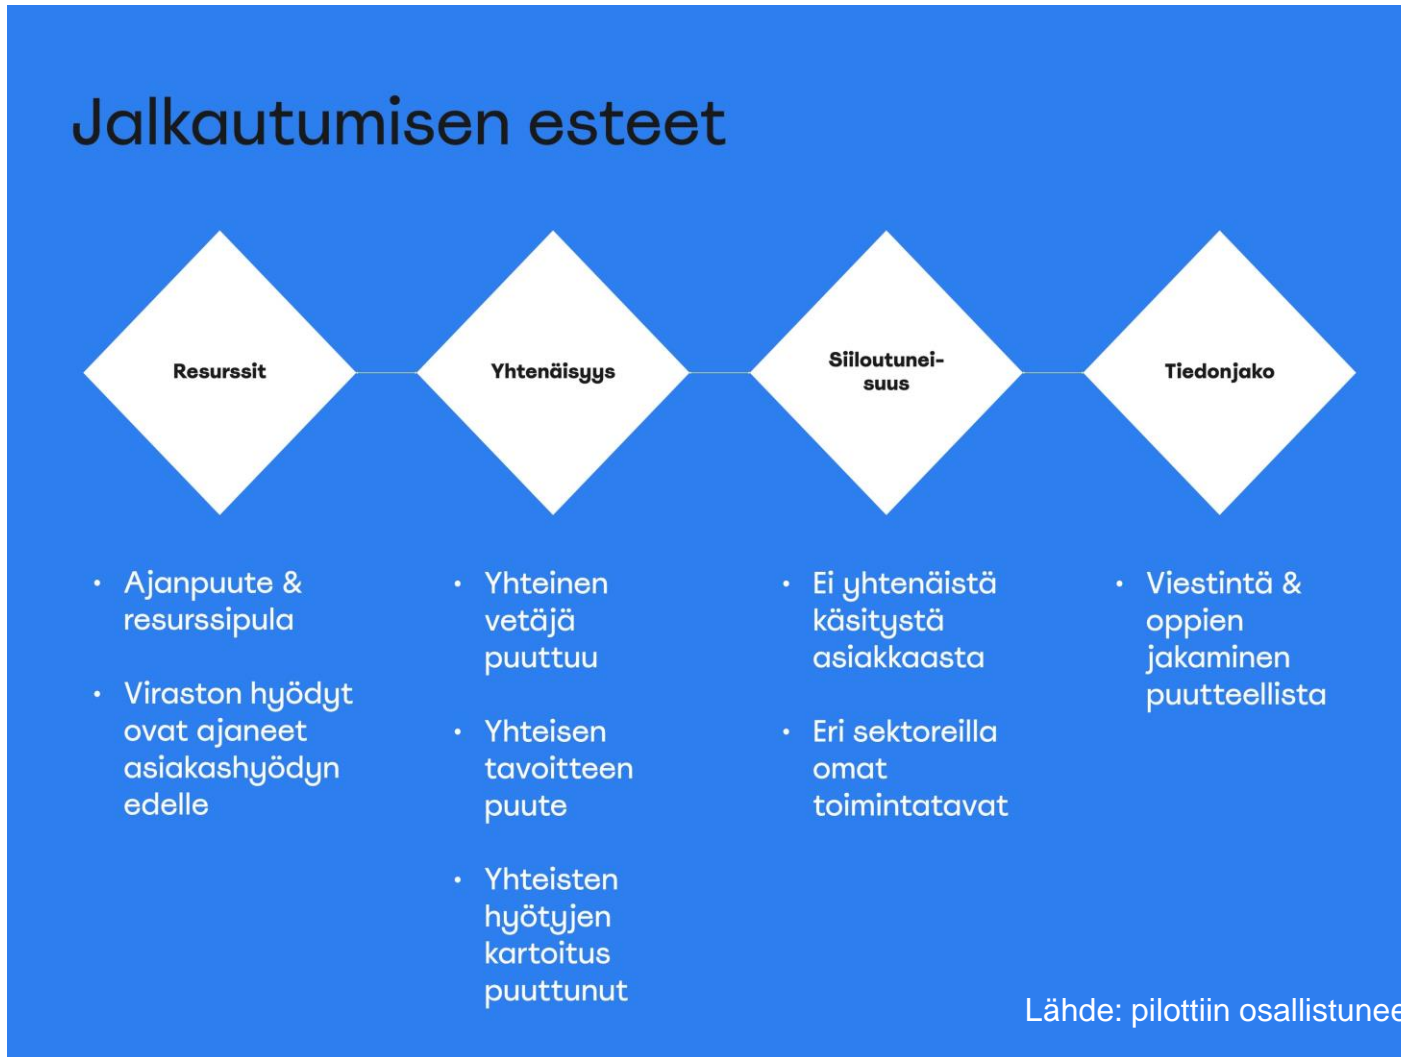 Jalkautumisen esteet
Resurssit
Yhtenäisyys
Siiloutunei-
suus
Tiedonjako
• Ajanpuute &
resurssipula
• Viraston hyödyt
ovat ajaneet
asiakashyödyn
edelle
• Yhteinen
vetäjä
puuttuu
• Yhteisen
tavoitteen
puute
• Yhteisten
hyötyjen
kartoitus
puuttunut
• Ei yhtenäistä
käsitystä
asiakkaasta
• Eri sektoreilla
omat
toimintatavat
• Viestintä &
oppien
jakaminen
puutteellista
Lähde: pilottiin